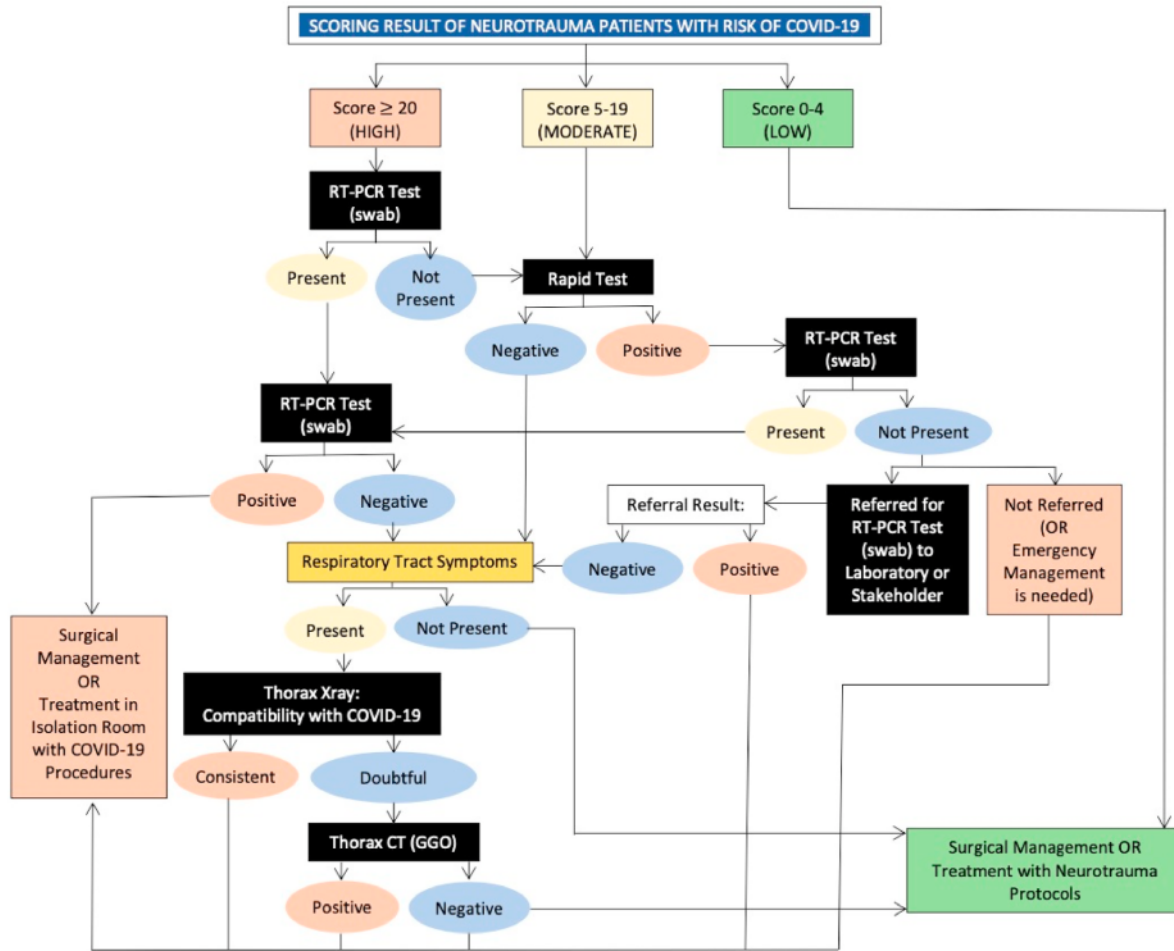 SCORING RESULT OF NEUROTRAUMA PATIENTS WITH RISK OF COVID-19
Score ≥ 20
(HIGH)
Score 5-19
(MODERATE)
Score 0-4
(LOW)
RT-PCR Test
(swab)
Present
Not
Present
Rapid Test
Negative
Positive
RT-PCR Test
(swab)
RT-PCR Test
(swab)
Present
Not Present
Positive
Negative
Referral Result:
Referred for
RT-PCR Test
(swab) to
Laboratory or
Stakeholder
Not Referred
(OR
Emergency
Management
is needed)
Respiratory Tract Symptoms
Negative
Positive
Present
Not Present
Surgical
Management
OR
Treatment in
Isolation Room
with COVID-19
Procedures
Thorax Xray:
Compatibility with COVID-19
Consistent
Doubtful
Thorax CT (GGO)
Positive
Negative
Surgical Management OR
Treatment with Neurotrauma
Protocols